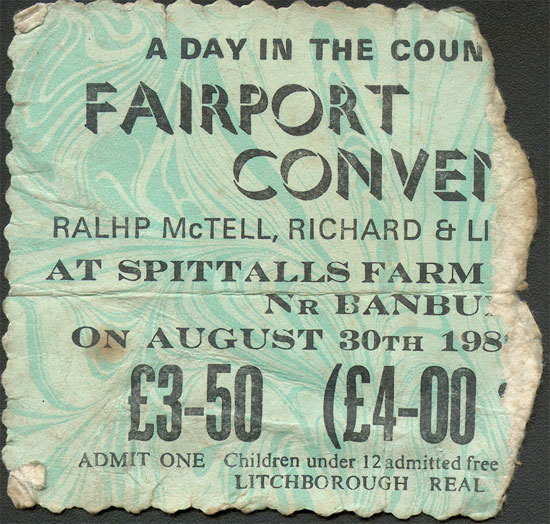 A DAY IN THE COUN
FAIRPORT
CONVEN
RALHP McTELL, RICHARD & LI
AT SPITTALLS FARM
NR BANBU
ON AUGUST 30TH 198
£3-50 (£4-00
ADMIT ONE Children under 12 admitted free
LITCHBOROUGH REAL